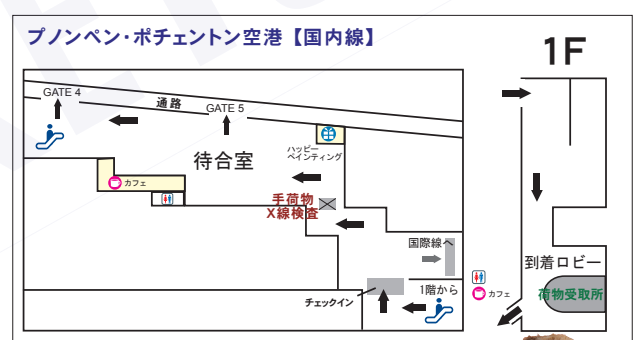 プノンペン・ポチェントン空港【国内線】
1F
GATE 4
通路
GATE 5
ハッピー
ペインティング
待合室
カフェ
手荷物
X線検査
国際線へ
到着ロビー
1階から
チェックイン
カフェ
荷物受取所